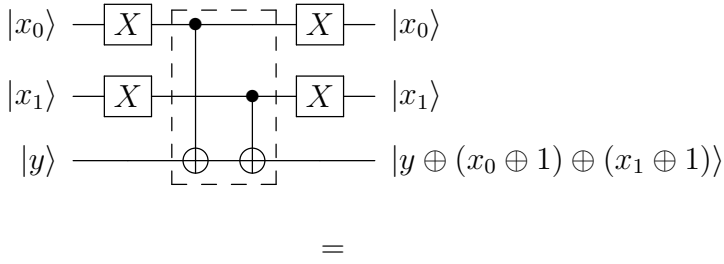 |x₀⟩ X X |x₀⟩
|x₁⟩ X X |x₁⟩
|y⟩ |y ⊕ (x₀ ⊕ 1) ⊕ (x₁ ⊕ 1)⟩
=